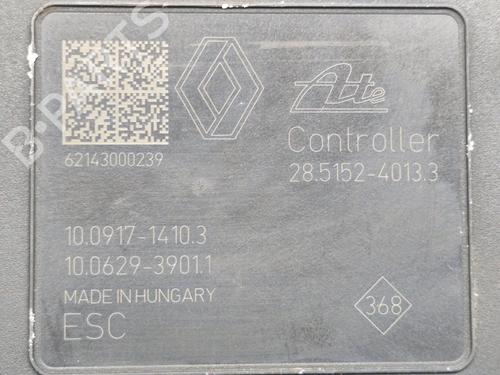 Ate
Controller
62143000239
28.5152-4013.3
10.0917-1410.3
10.0629-3901.1
MADE IN HUNGARY
ESC
368
B-PARTS